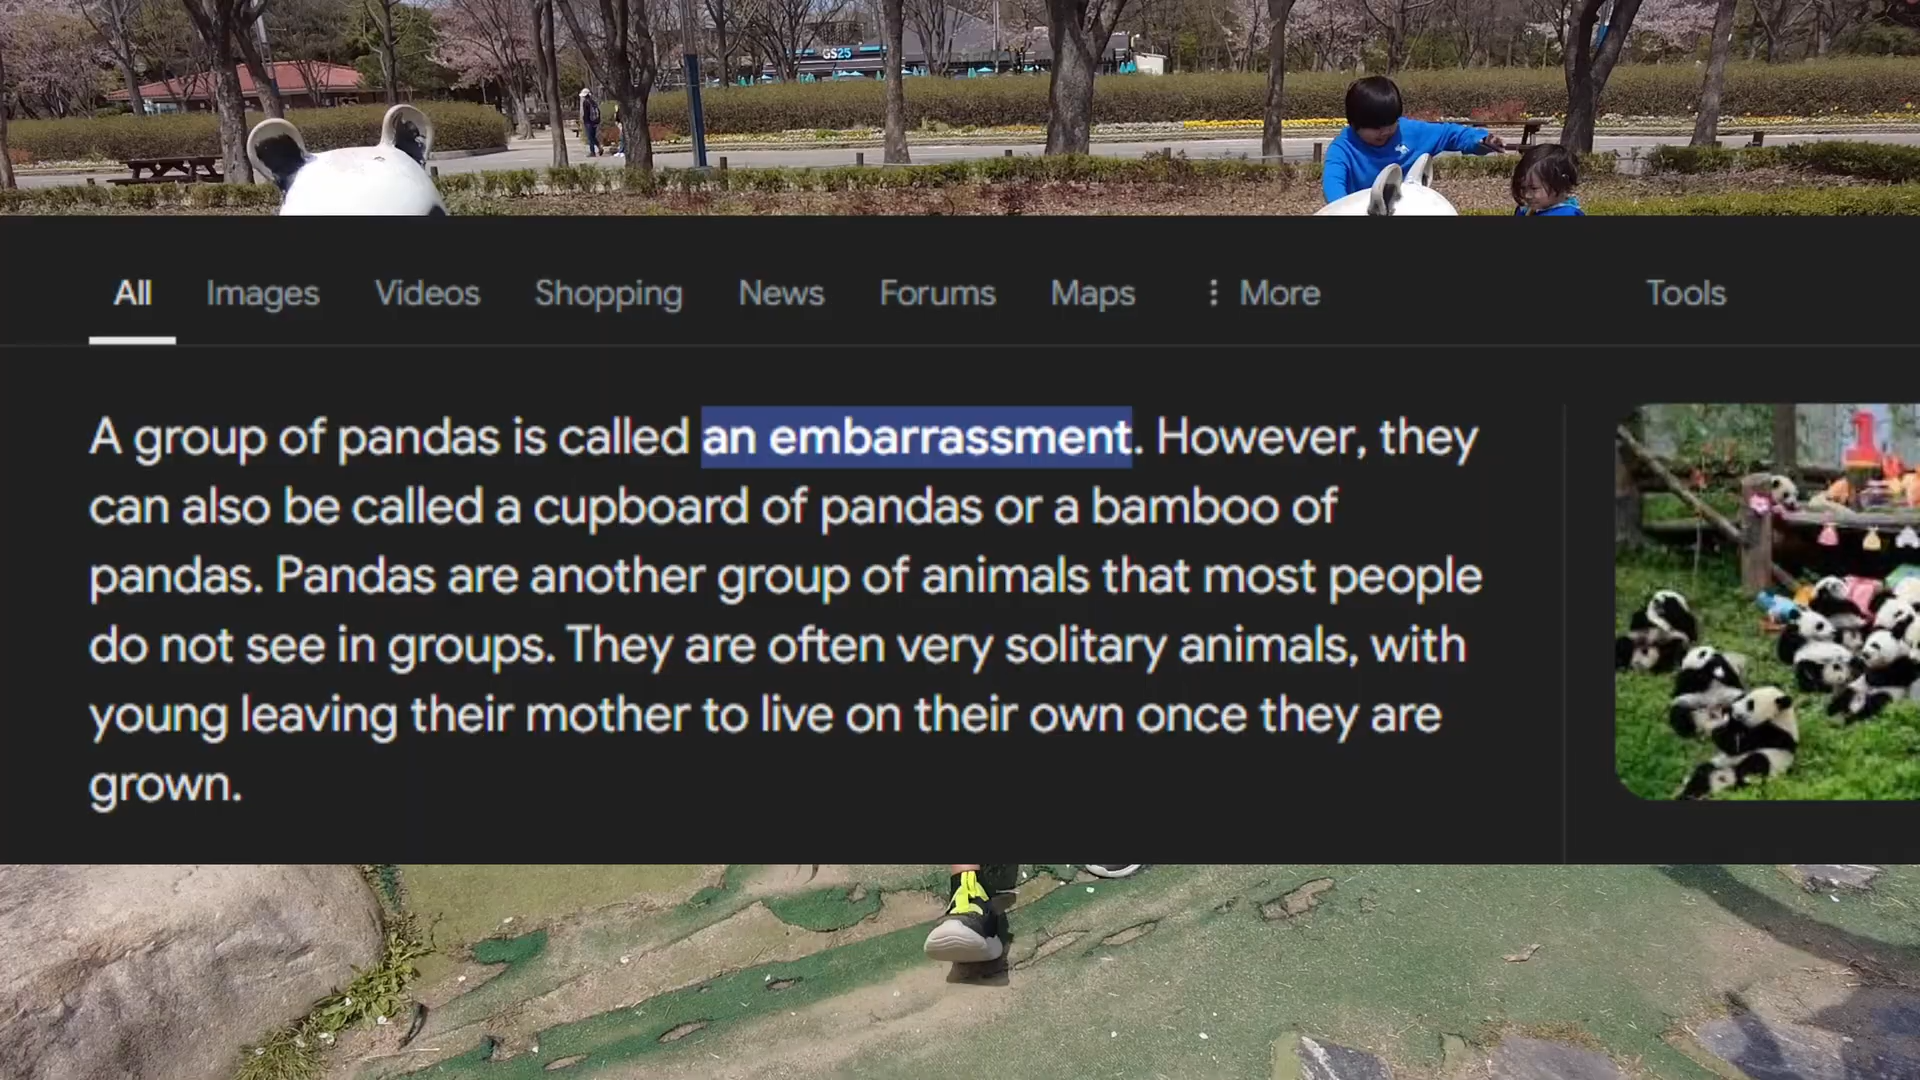 GS25
All Images Videos Shopping News Forums Maps ⋮ More Tools
A group of pandas is called an embarrassment. However, they
can also be called a cupboard of pandas or a bamboo of
pandas. Pandas are another group of animals that most people
do not see in groups. They are often very solitary animals, with
young leaving their mother to live on their own once they are
grown.